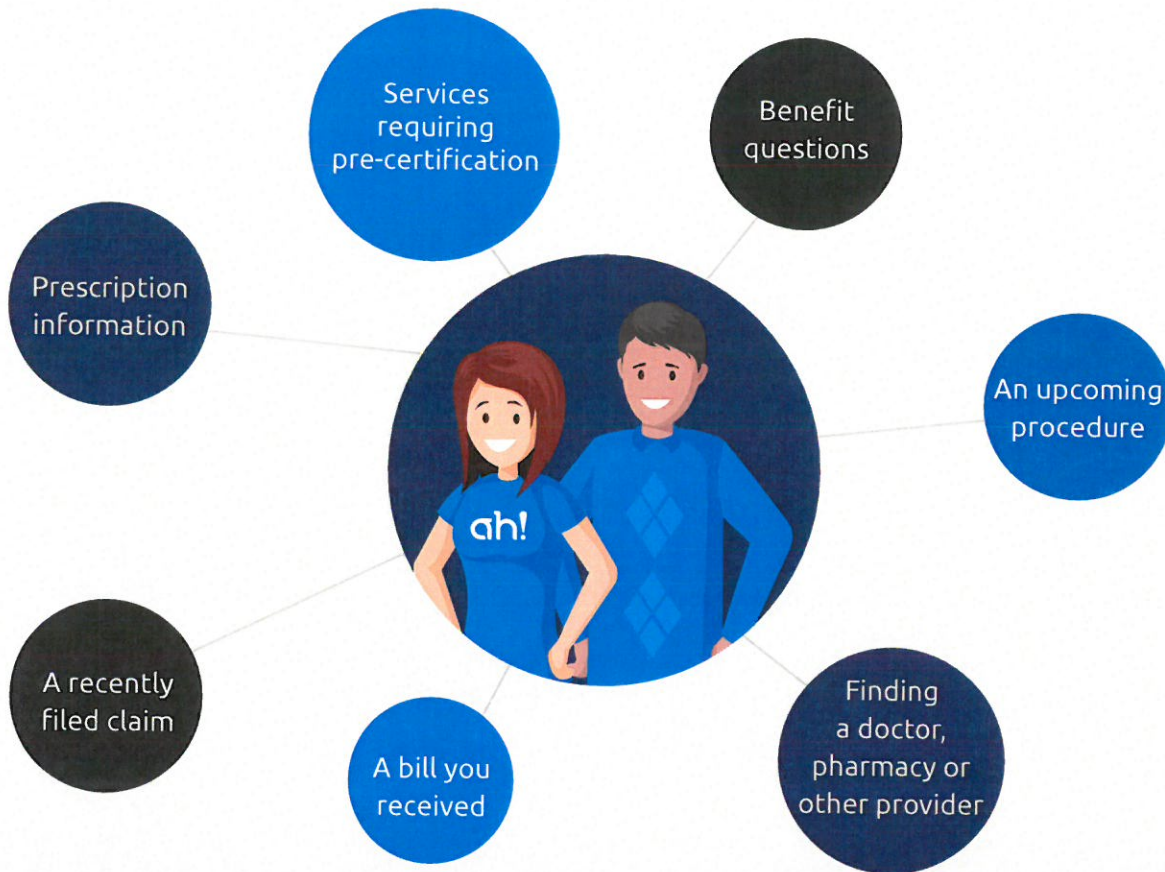 Services
requiring
pre-certification
Benefit
questions
Prescription
information
An upcoming
procedure
ah!
A recently
filed claim
A bill you
received
Finding
a doctor,
pharmacy or
other provider